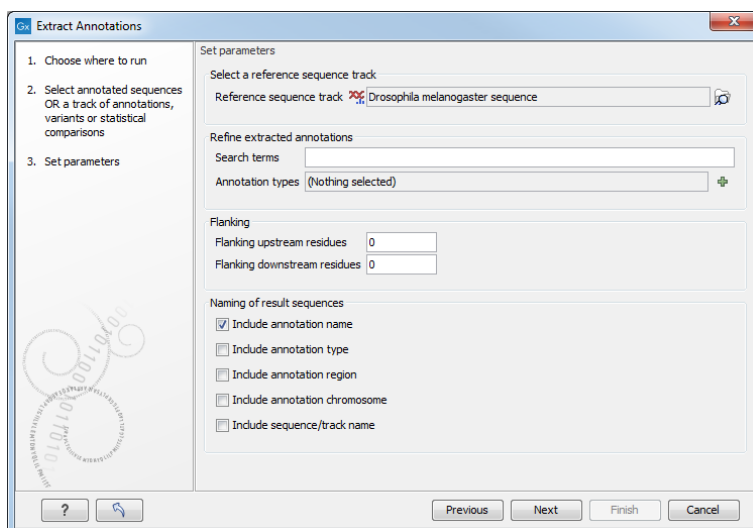 Gx Extract Annotations
1. Choose where to run
2. Select annotated sequences
OR a track of annotations,
variants or statistical
comparisons
3. Set parameters
Set parameters
Select a reference sequence track
Reference sequence track Drosophila melanogaster sequence
Refine extracted annotations
Search terms
Annotation types (Nothing selected)
Flanking
Flanking upstream residues 0
Flanking downstream residues 0
Naming of result sequences
Include annotation name
Include annotation type
Include annotation region
Include annotation chromosome
Include sequence/track name
? Previous Next Finish Cancel